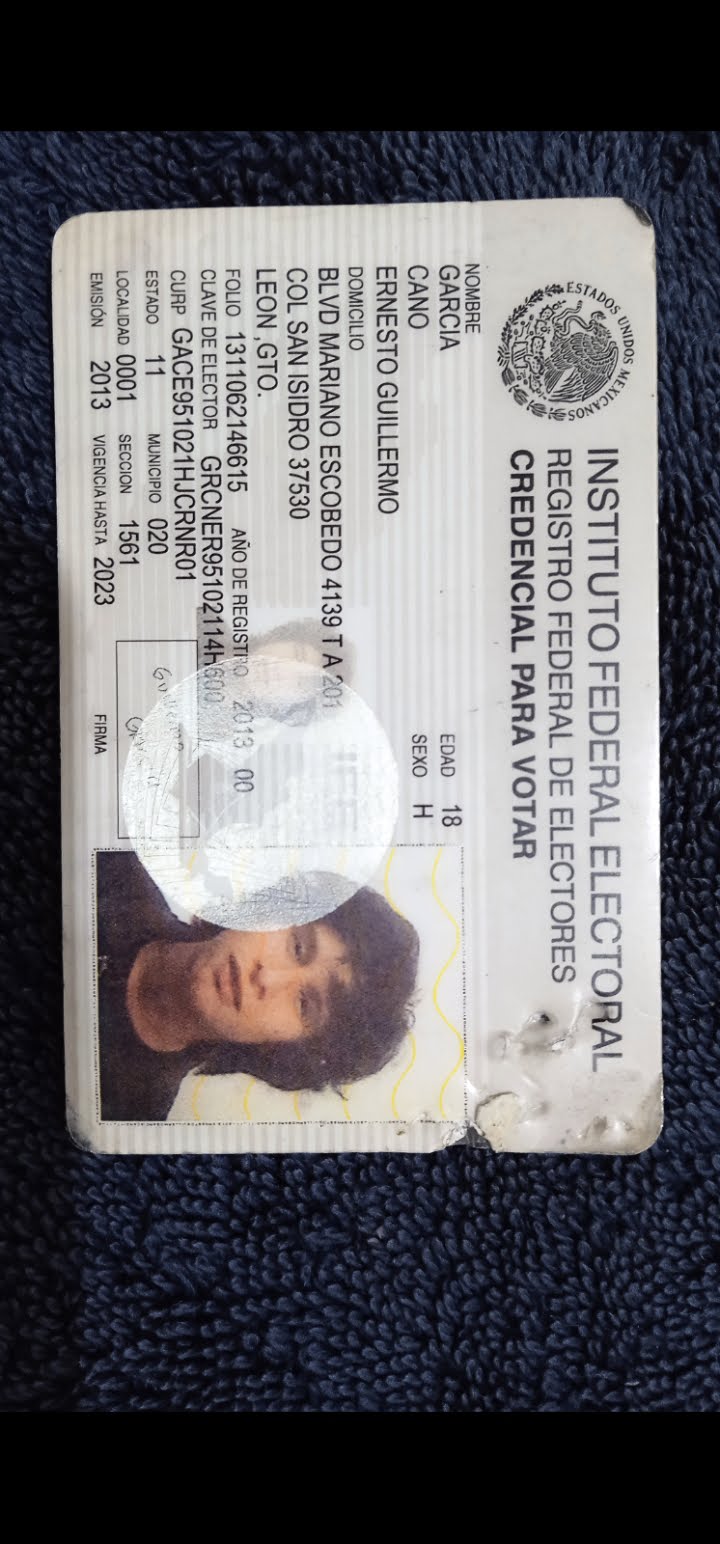 ESTADOS UNIDOS MEXICANOS
INSTITUTO FEDERAL ELECTORAL
REGISTRO FEDERAL DE ELECTORES
CREDENCIAL PARA VOTAR
NOMBRE
GARCIA
CANO
ERNESTO GUILLERMO
EDAD 18
SEXO H
DOMICILIO
BLVD MARIANO ESCOBEDO 4139 T A 201
COL SAN ISIDRO 37530
LEON ,GTO.
FOLIO 1311062146615 AÑO DE REGISTRO 2013 00
CLAVE DE ELECTOR GRCNER95102114H600
CURP GACE951021HJCRNR01
ESTADO 11 MUNICIPIO 020
LOCALIDAD 0001 SECCION 1561
EMISIÓN 2013 VIGENCIA HASTA 2023
FIRMA